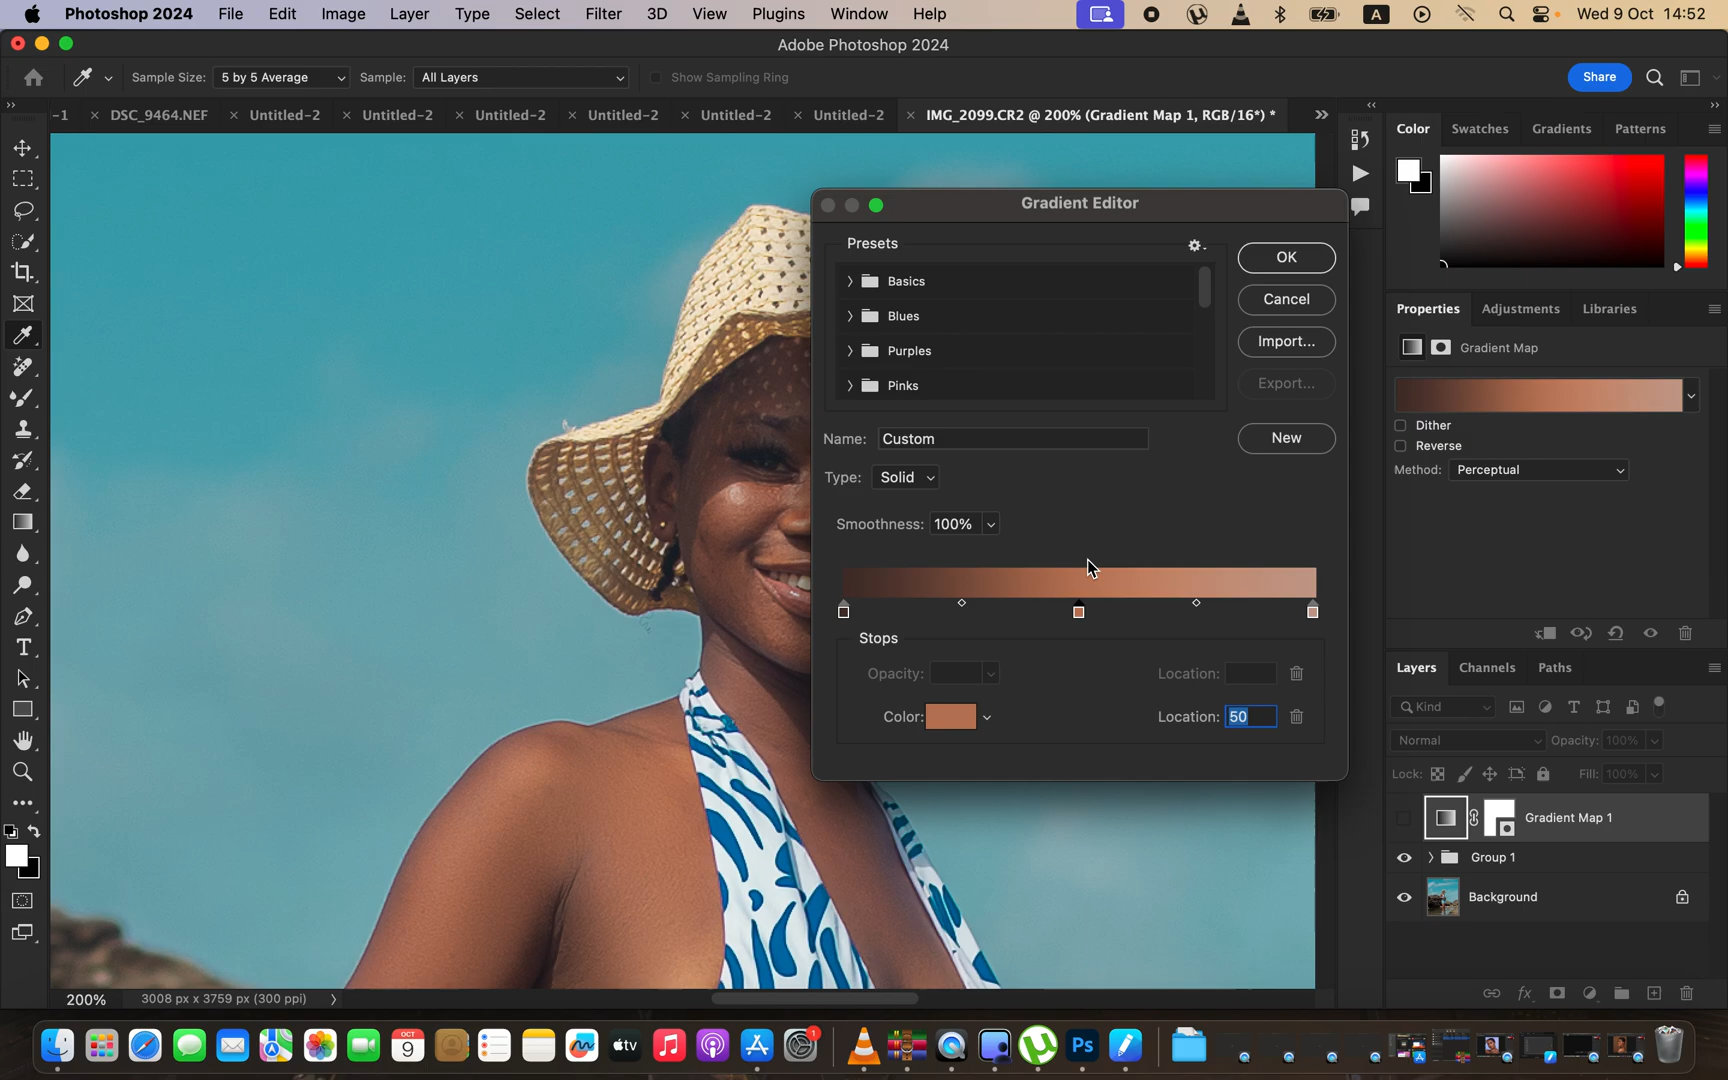 Photoshop 2024 File Edit Image Layer Type Select Filter 3D View Plugins Window Help A Wed 9 Oct 14:52
Adobe Photoshop 2024
Sample Size: 5 by 5 Average Sample: All Layers Show Sampling Ring Share
-1 × DSC_9464.NEF × Untitled-2 × Untitled-2 × Untitled-2 × Untitled-2 × Untitled-2 × Untitled-2 × IMG_2099.CR2 @ 200% (Gradient Map 1, RGB/16*) *
Color Swatches Gradients Patterns
Gradient Editor
Presets
Basics
Blues
Purples
Pinks
OK
Cancel
Import...
Export...
Name: Custom
New
Type: Solid
Smoothness: 100%
Stops
Opacity: Location:
Color: Location: 50
Properties Adjustments Libraries
Gradient Map
Dither
Reverse
Method: Perceptual
Layers Channels Paths
Kind
Normal Opacity: 100%
Lock: Fill: 100%
Gradient Map 1
Group 1
Background
200% 3008 px x 3759 px (300 ppi)
OCT
9
tv
1
Ps